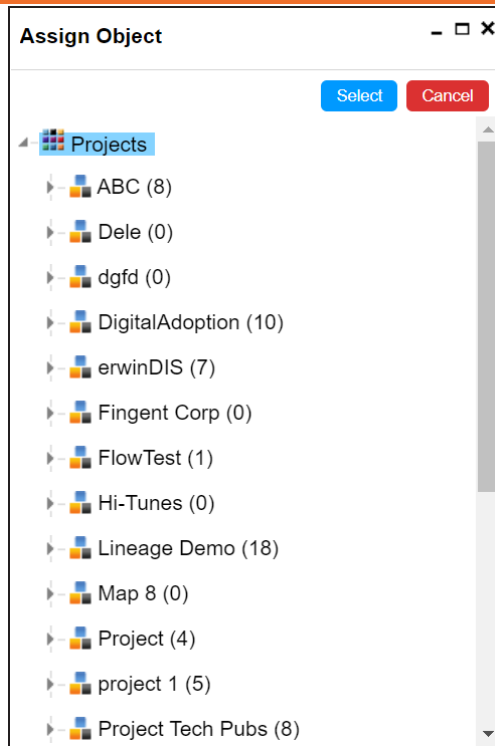 Assign Object
Select Cancel
Projects
ABC (8)
Dele (0)
dgfd (0)
DigitalAdoption (10)
erwinDIS (7)
Fingent Corp (0)
FlowTest (1)
Hi-Tunes (0)
Lineage Demo (18)
Map 8 (0)
Project (4)
project 1 (5)
Project Tech Pubs (8)